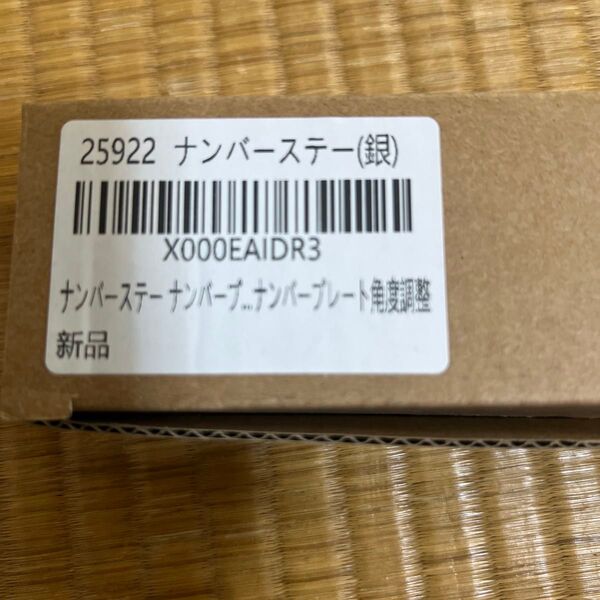 25922 ナンバーステー(銀)
X000EAIDR3
ナンバーステー ナンバープ...ナンバープレート角度調整
新品